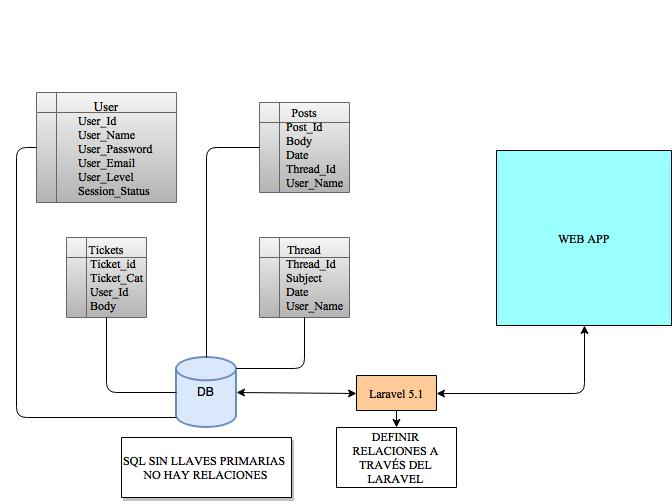 User
User_Id
User_Name
User_Password
User_Email
User_Level
Session_Status
Posts
Post_Id
Body
Date
Thread_Id
User_Name
WEB APP
Tickets
Ticket_id
Ticket_Cat
User_Id
Body
Thread
Thread_Id
Subject
Date
User_Name
DB
Laravel 5.1
SQL SIN LLAVES PRIMARIAS
NO HAY RELACIONES
DEFINIR
RELACIONES A
TRAVÉS DEL
LARAVEL